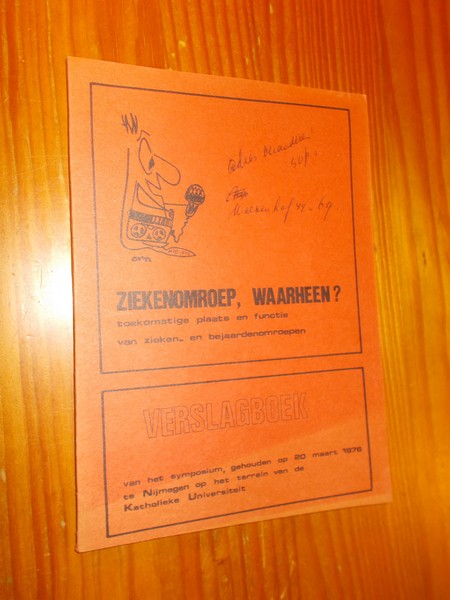 svp.
ZIEKENOMROEP, WAARHEEN?
toekomstige plaats en functie
van zieken- en bejaardenomroepen
VERSLAGBOEK
van het symposium, gehouden op 20 maart 1976
te Nijmegen op het terrein van de
Katholieke Universiteit